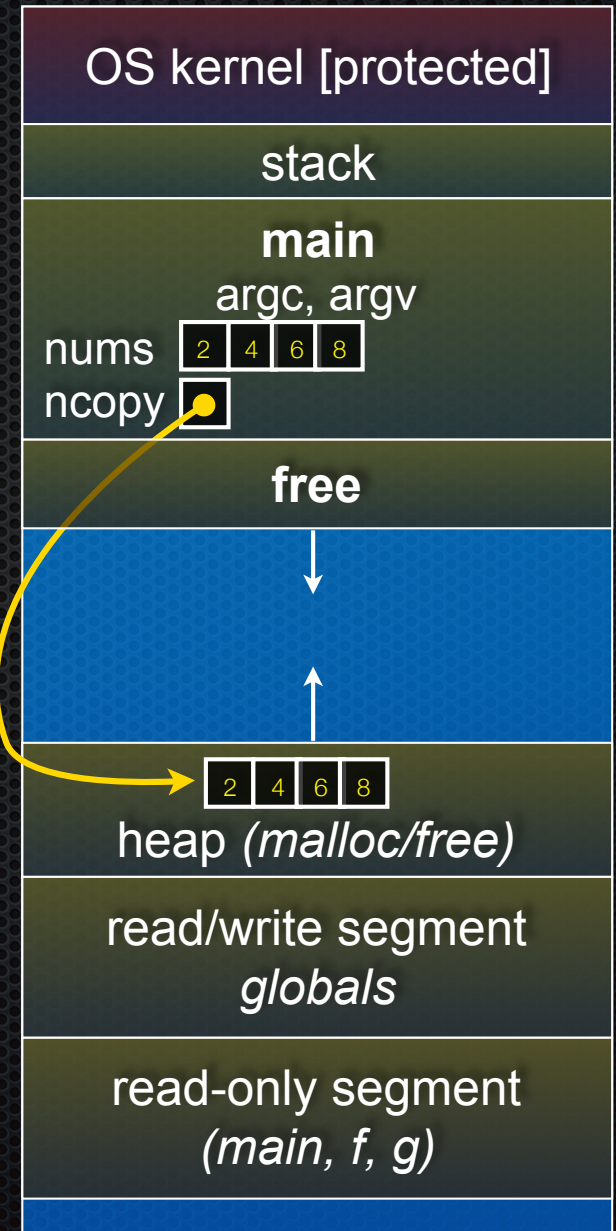 OS kernel [protected]
stack
main
argc, argv
nums 2 4 6 8
ncopy
free
2 4 6 8
heap (malloc/free)
read/write segment
globals
read-only segment
(main, f, g)